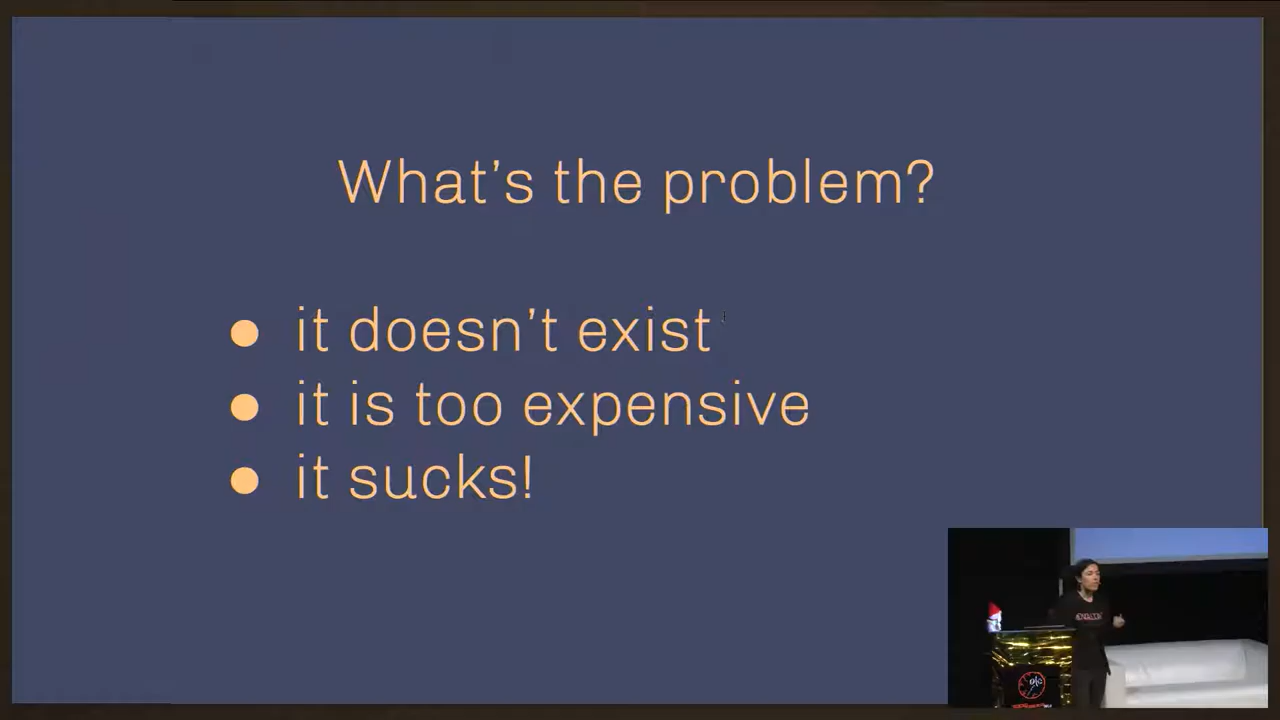 What’s the problem?
● it doesn’t exist
● it is too expensive
● it sucks!